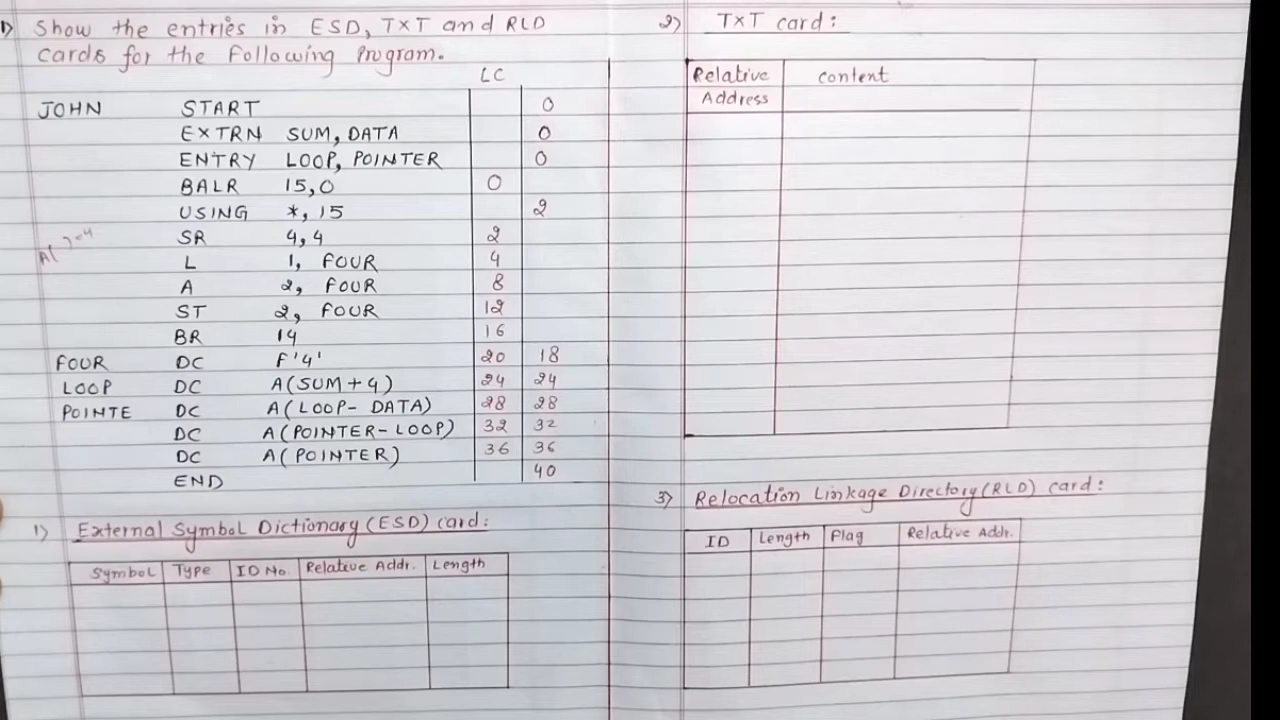 1) Show the entries in ESD, TXT and RLD
cards for the following program.
LC
JOHN START 0
EXTRN SUM, DATA 0
ENTRY LOOP, POINTER 0
BALR 15,0 0
USING *, 15 2
SR 4,4 2
A( )=4
L 1, FOUR 4
A 2, FOUR 8
ST 2, FOUR 12
BR 14 16
FOUR DC F'4' 20 18
LOOP DC A(SUM+4) 24 24
POINTE DC A(LOOP-DATA) 28 28
DC A(POINTER-LOOP) 32 32
DC A(POINTER) 36 36
END 40
1) External Symbol Dictionary (ESD) card:
Symbol Type ID No. Relative Addr. Length
2) TXT card:
Relative Address content
3) Relocation Linkage Directory (RLD) card:
ID Length Flag Relative Addr.